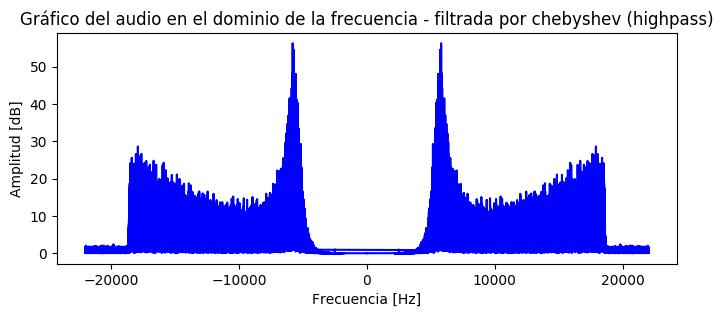 Gráfico del audio en el dominio de la frecuencia - filtrada por chebyshev (highpass)
Amplitud [dB]
50
40
30
20
10
0
−20000 −10000 0 10000 20000
Frecuencia [Hz]